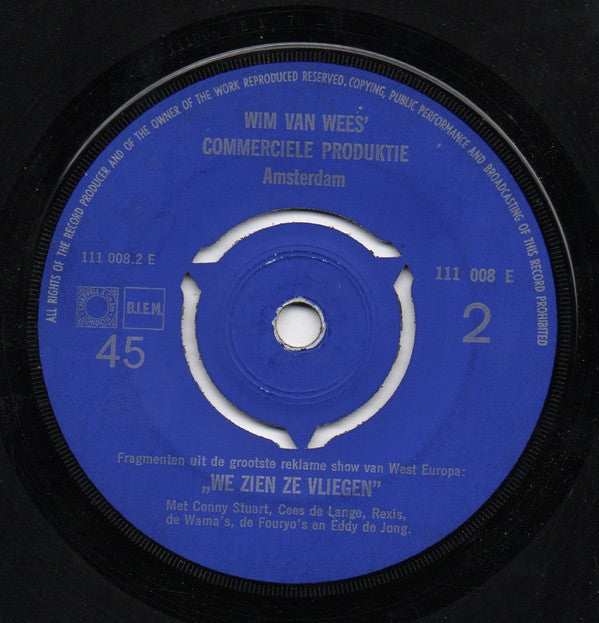 ALL RIGHTS OF THE RECORD PRODUCER AND OF THE OWNER OF THE WORK REPRODUCED RESERVED. COPYING, PUBLIC PERFORMANCE AND BROADCASTING OF THIS RECORD PROHIBITED
WIM VAN WEES'
COMMERCIELE PRODUKTIE
Amsterdam
111 008.2 E
111 008 E
B.I.E.M.
45
2
Fragmenten uit de grootste reklame show van West Europa:
„WE ZIEN ZE VLIEGEN”
Met Conny Stuart, Cees de Lange, Rexis,
de Wama's, de Fouryo's en Eddy de Jong.